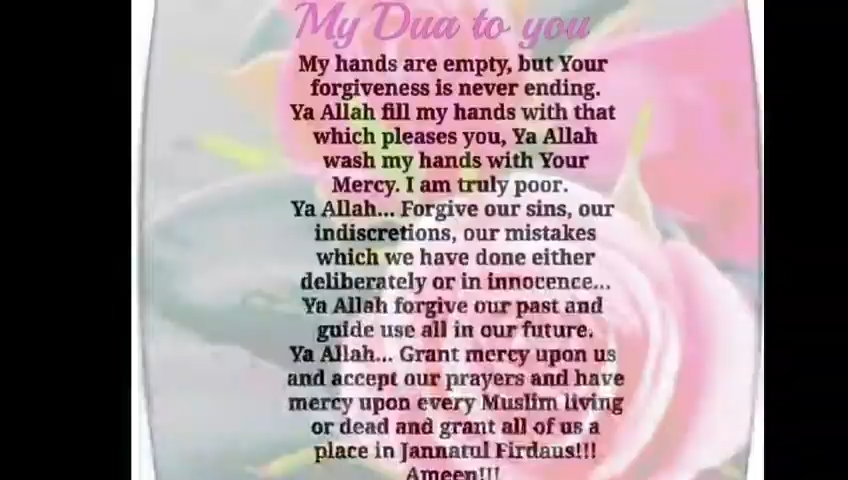 My Dua to you
My hands are empty, but Your
forgiveness is never ending.
Ya Allah fill my hands with that
which pleases you, Ya Allah
wash my hands with Your
Mercy. I am truly poor.
Ya Allah... Forgive our sins, our
indiscretions, our mistakes
which we have done either
deliberately or in innocence...
Ya Allah forgive our past and
guide use all in our future.
Ya Allah... Grant mercy upon us
and accept our prayers and have
mercy upon every Muslim living
or dead and grant all of us a
place in Jannatul Firdaus!!!
Ameen!!!